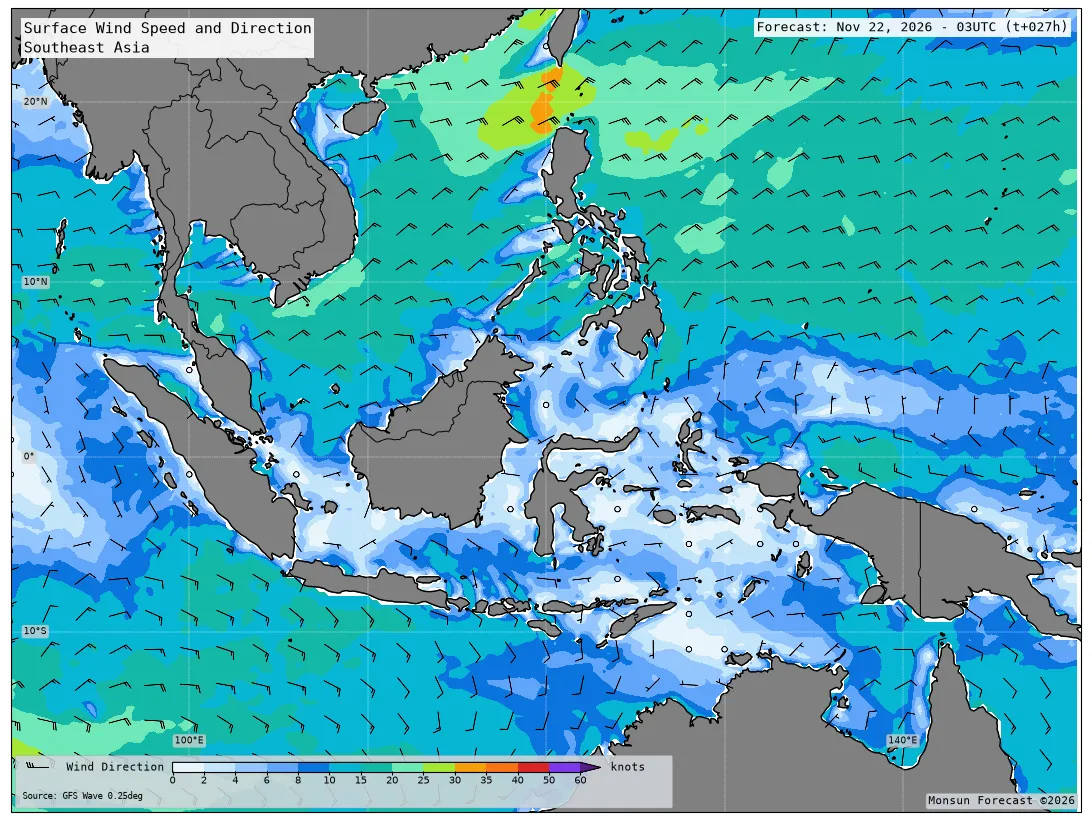 Surface Wind Speed and Direction
Southeast Asia
Forecast: Nov 22, 2026 - 03UTC (t+027h)
20°N
10°N
0°
10°S
100°E
140°E
Wind Direction
0 2 4 6 8 10 15 20 25 30 35 40 50 60
knots
Source: GFS Wave 0.25deg
Monsun Forecast ©2026